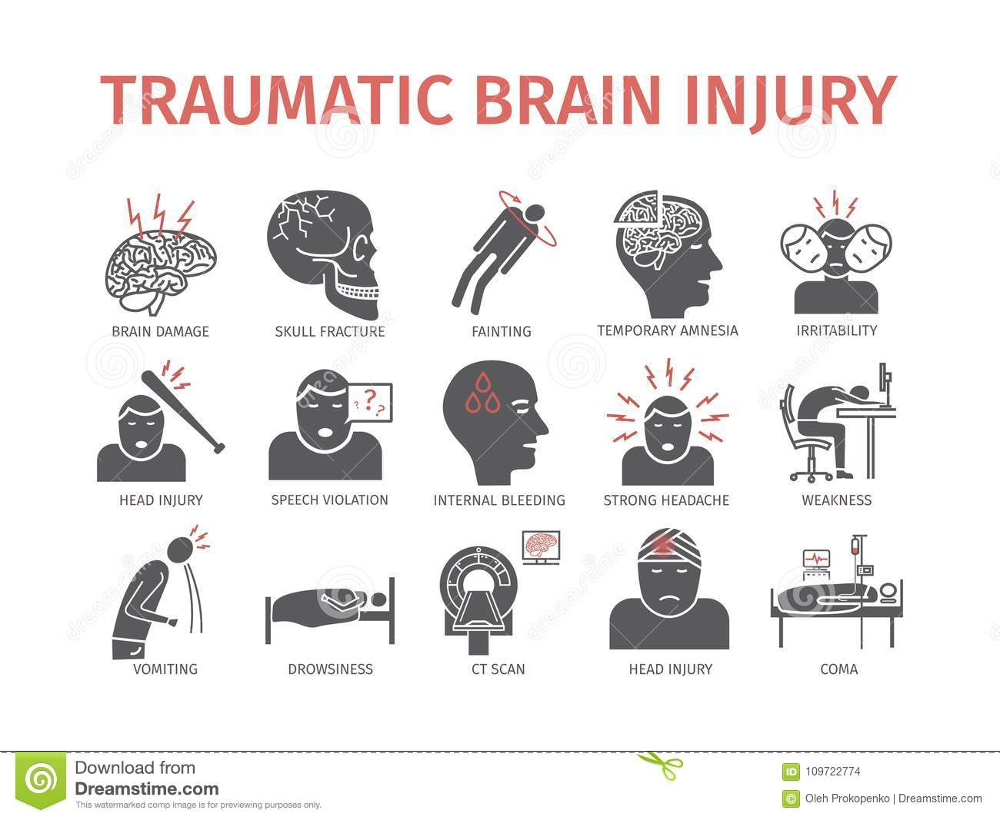 TRAUMATIC BRAIN INJURY
BRAIN DAMAGE
SKULL FRACTURE
FAINTING
TEMPORARY AMNESIA
IRRITABILITY
? ? ?
HEAD INJURY
SPEECH VIOLATION
INTERNAL BLEEDING
STRONG HEADACHE
WEAKNESS
VOMITING
DROWSINESS
CT SCAN
HEAD INJURY
COMA
Download from
Dreamstime.com
This watermarked comp image is for previewing purposes only.
ID 109722774
© Oleh Prokopenko | Dreamstime.com